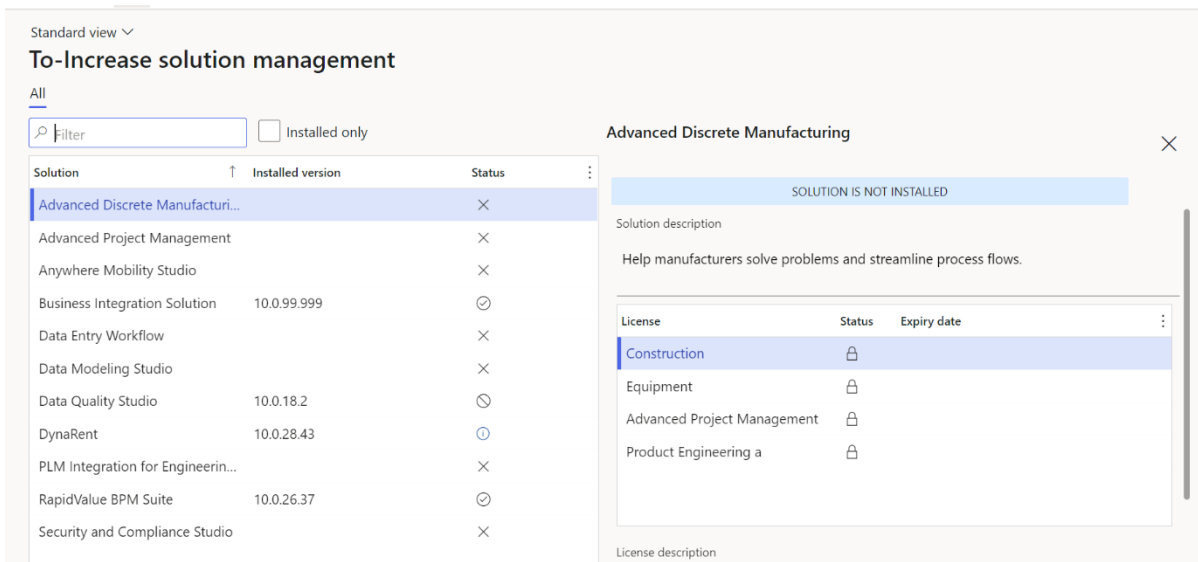 Standard view
To-Increase solution management
All
Filter
Installed only
Solution Installed version Status
Advanced Discrete Manufacturi...
Advanced Project Management
Anywhere Mobility Studio
Business Integration Solution 10.0.99.999
Data Entry Workflow
Data Modeling Studio
Data Quality Studio 10.0.18.2
DynaRent 10.0.28.43
PLM Integration for Engineerin...
RapidValue BPM Suite 10.0.26.37
Security and Compliance Studio
Advanced Discrete Manufacturing
SOLUTION IS NOT INSTALLED
Solution description
Help manufacturers solve problems and streamline process flows.
License Status Expiry date
Construction
Equipment
Advanced Project Management
Product Engineering a
License description